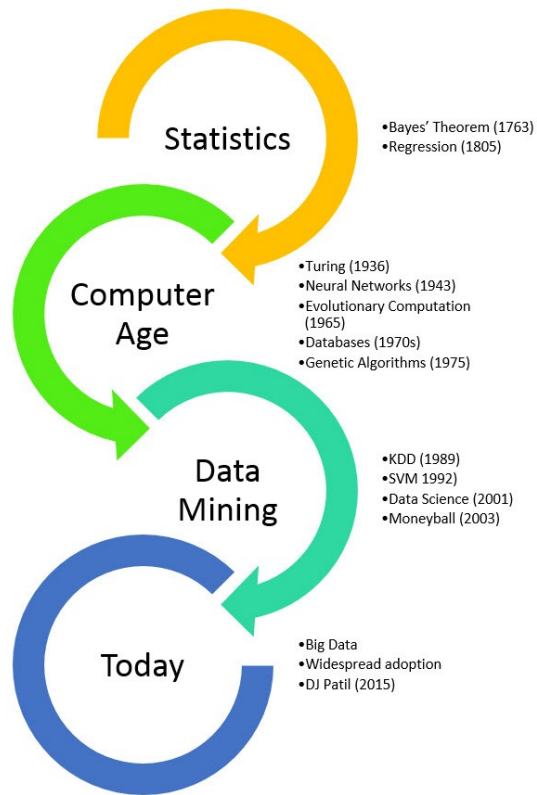 Statistics
•Bayes’ Theorem (1763)
•Regression (1805)
Computer
Age
•Turing (1936)
•Neural Networks (1943)
•Evolutionary Computation
(1965)
•Databases (1970s)
•Genetic Algorithms (1975)
Data
Mining
•KDD (1989)
•SVM 1992)
•Data Science (2001)
•Moneyball (2003)
Today
•Big Data
•Widespread adoption
•DJ Patil (2015)